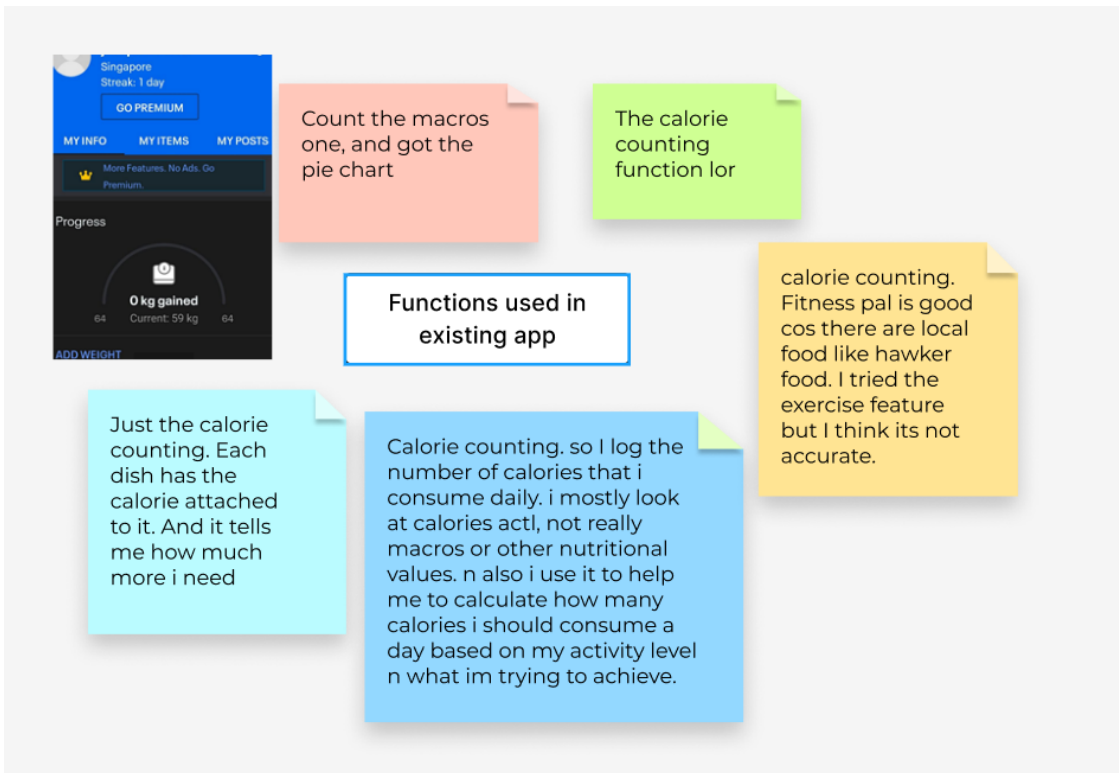 Singapore
Streak: 1 day
GO PREMIUM
MY INFO MY ITEMS MY POSTS
More Features. No Ads. Go
Premium.
Progress
0 kg gained
64 Current: 59 kg 64
ADD WEIGHT
Count the macros
one, and got the
pie chart
The calorie
counting
function lor
Functions used in
existing app
calorie counting.
Fitness pal is good
cos there are local
food like hawker
food. I tried the
exercise feature
but I think its not
accurate.
Just the calorie
counting. Each
dish has the
calorie attached
to it. And it tells
me how much
more i need
Calorie counting. so I log the
number of calories that i
consume daily. i mostly look
at calories actl, not really
macros or other nutritional
values. n also i use it to help
me to calculate how many
calories i should consume a
day based on my activity level
n what im trying to achieve.